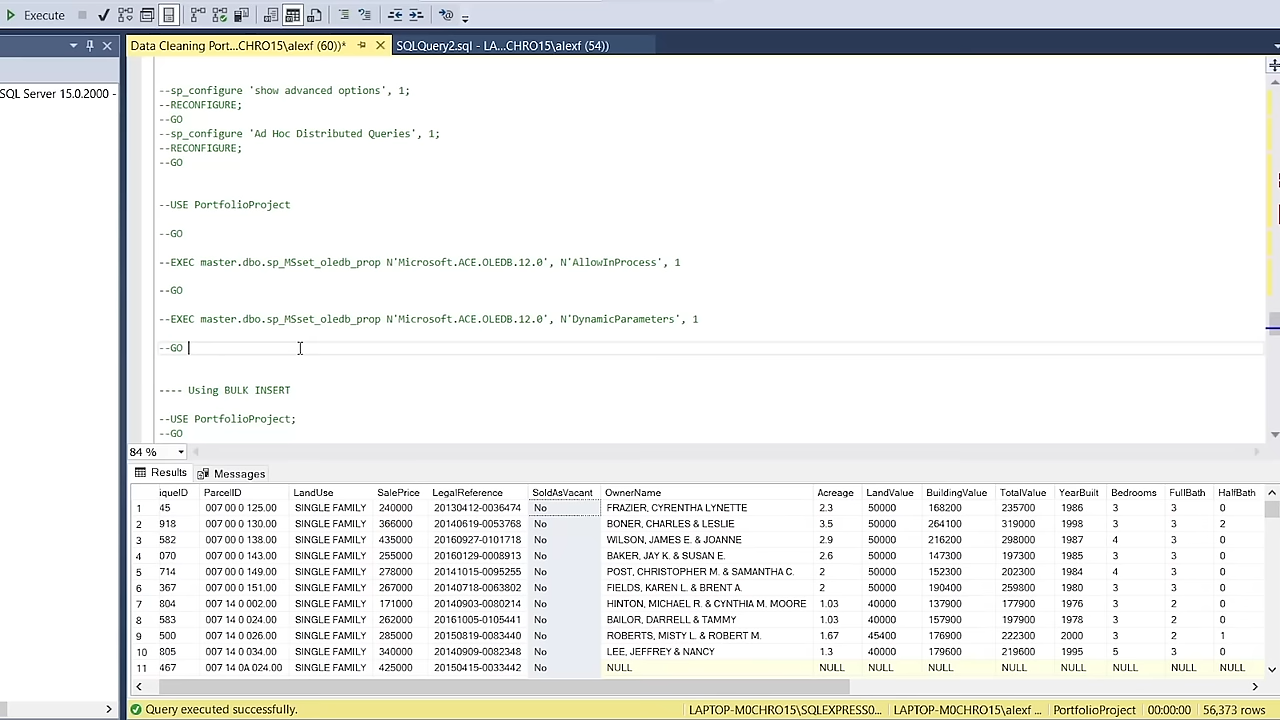 Execute
Data Cleaning Port...CHRO15\alexf (60))*
SQLQuery2.sql - LA...CHRO15\alexf (54))
SQL Server 15.0.2000 -
--sp_configure 'show advanced options', 1;
--RECONFIGURE;
--GO
--sp_configure 'Ad Hoc Distributed Queries', 1;
--RECONFIGURE;
--GO
--USE PortfolioProject
--GO
--EXEC master.dbo.sp_MSset_oledb_prop N'Microsoft.ACE.OLEDB.12.0', N'AllowInProcess', 1
--GO
--EXEC master.dbo.sp_MSset_oledb_prop N'Microsoft.ACE.OLEDB.12.0', N'DynamicParameters', 1
--GO
---- Using BULK INSERT
--USE PortfolioProject;
--GO
84 %
Results Messages
iqueID ParcelID LandUse SalePrice LegalReference SoldAsVacant OwnerName Acreage LandValue BuildingValue TotalValue YearBuilt Bedrooms FullBath HalfBath
1 45 007 00 0 125.00 SINGLE FAMILY 240000 20130412-0036474 No FRAZIER, CYRENTHA LYNETTE 2.3 50000 168200 235700 1986 3 3 0
2 918 007 00 0 130.00 SINGLE FAMILY 366000 20140619-0053768 No BONER, CHARLES & LESLIE 3.5 50000 264100 319000 1998 3 3 2
3 582 007 00 0 138.00 SINGLE FAMILY 435000 20160927-0101718 No WILSON, JAMES E. & JOANNE 2.9 50000 216200 298000 1987 4 3 0
4 070 007 00 0 143.00 SINGLE FAMILY 255000 20160129-0008913 No BAKER, JAY K. & SUSAN E. 2.6 50000 147300 197300 1985 3 3 0
5 714 007 00 0 149.00 SINGLE FAMILY 278000 20150110-0095255 No POST, CHRISTOPHER M. & SAMANTHA C. 2 50000 152300 202300 1984 4 3 0
6 367 007 00 0 151.00 SINGLE FAMILY 267000 20140718-0063802 No FIELDS, KAREN L. & BRENT A. 2 50000 190400 259800 1980 3 3 0
7 804 007 14 0 002.00 SINGLE FAMILY 171000 20140903-0080214 No HINTON, MICHAEL R. & CYNTHIA M. MOORE 1.03 40000 137900 177900 1976 3 2 0
8 583 007 14 0 024.00 SINGLE FAMILY 262000 20161005-0105441 No BAILOR, DARRELL & TAMMY 1.03 40000 157900 197900 1978 3 2 0
9 500 007 14 0 026.00 SINGLE FAMILY 285000 20150819-0083440 No ROBERTS, MISTY L. & ROBERT M. 1.67 45400 176900 222300 2000 3 2 1
10 805 007 14 0 034.00 SINGLE FAMILY 340000 20140909-0082348 No LEE, JEFFREY & NANCY 1.3 40000 179600 219600 1995 5 3 0
11 467 007 14 0A 024.00 SINGLE FAMILY 425000 20150415-0033442 No NULL NULL NULL NULL NULL NULL NULL NULL NULL
Query executed successfully. LAPTOP-M0CHRO15\SQLEXPRESS0... LAPTOP-M0CHRO15\alexf ... PortfolioProject 00:00:00 56,373 rows